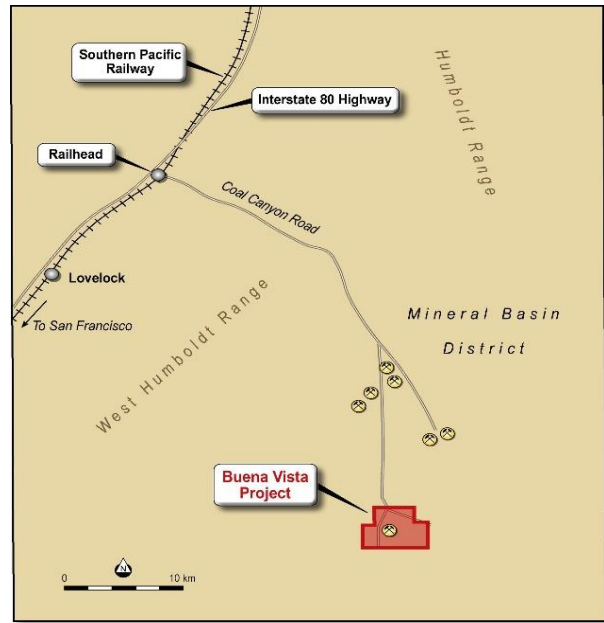 Southern Pacific
Railway
Interstate 80 Highway
Humboldt Range
Railhead
Coal Canyon Road
Lovelock
To San Francisco
West Humboldt Range
Mineral Basin
District
Buena Vista
Project
N
0
10 km